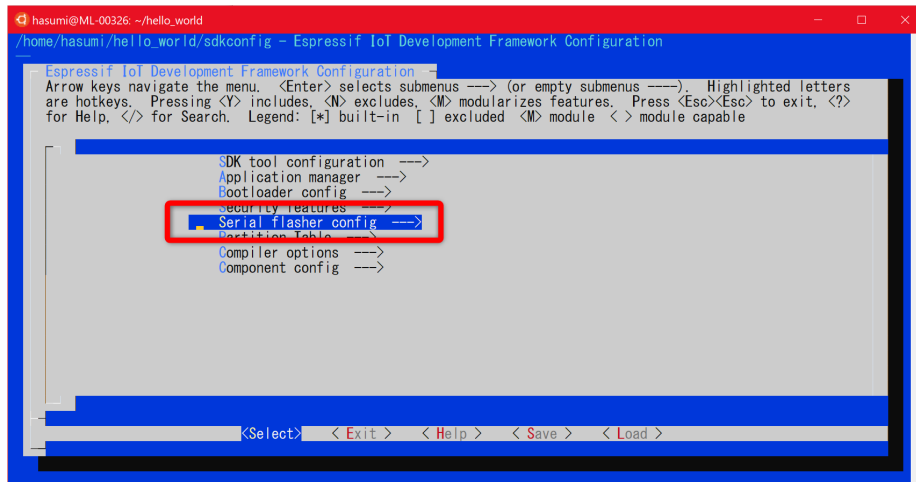 hasumi@ML-00326: ~/hello_world
/home/hasumi/hello_world/sdkconfig - Espressif IoT Development Framework Configuration
Espressif IoT Development Framework Configuration
Arrow keys navigate the menu. <Enter> selects submenus ---> (or empty submenus ----). Highlighted letters
are hotkeys. Pressing <Y> includes, <N> excludes, <M> modularizes features. Press <Esc><Esc> to exit, <?>
for Help, </> for Search. Legend: [*] built-in [ ] excluded <M> module < > module capable
SDK tool configuration --->
Application manager --->
Bootloader config --->
Security features --->
Serial flasher config --->
Partition Table --->
Compiler options --->
Component config --->
<Select> < Exit > < Help > < Save > < Load >